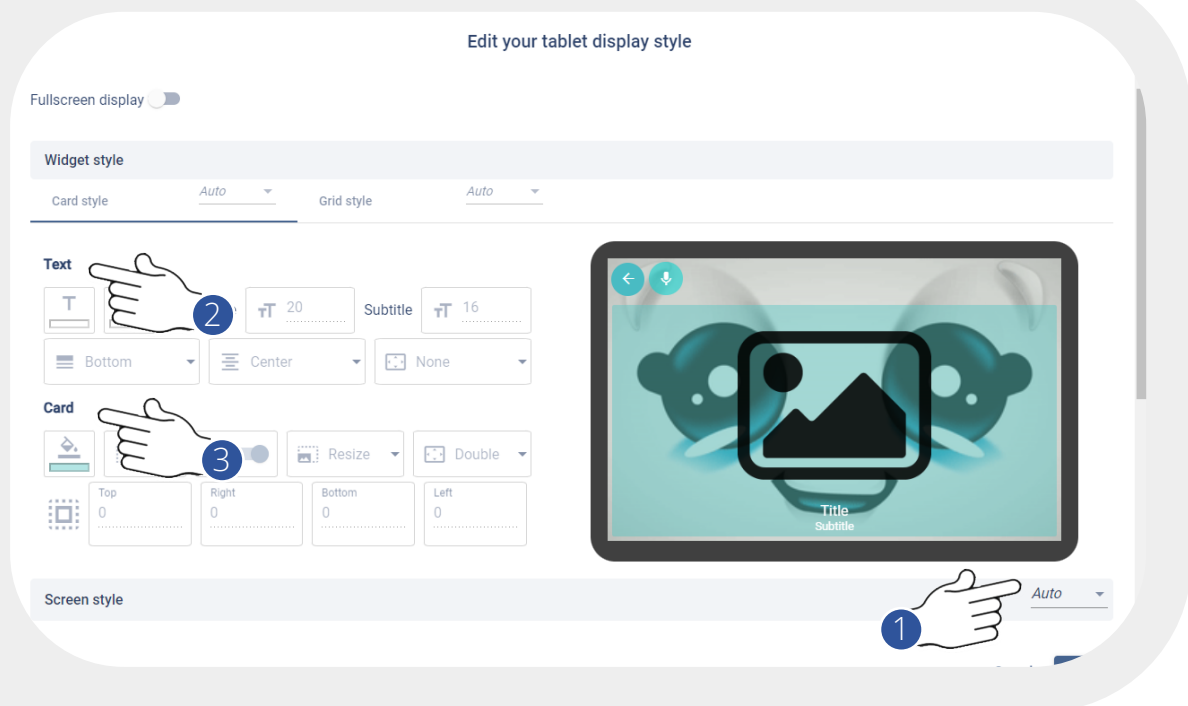 Edit your tablet display style
Fullscreen display
Widget style
Card style Auto Grid style Auto
Text
T 2 TT 20 Subtitle TT 16
Bottom Center None
Card
3 Resize Double
Top Right Bottom Left
0 0 0 0
Title
Subtitle
Screen style Auto
1